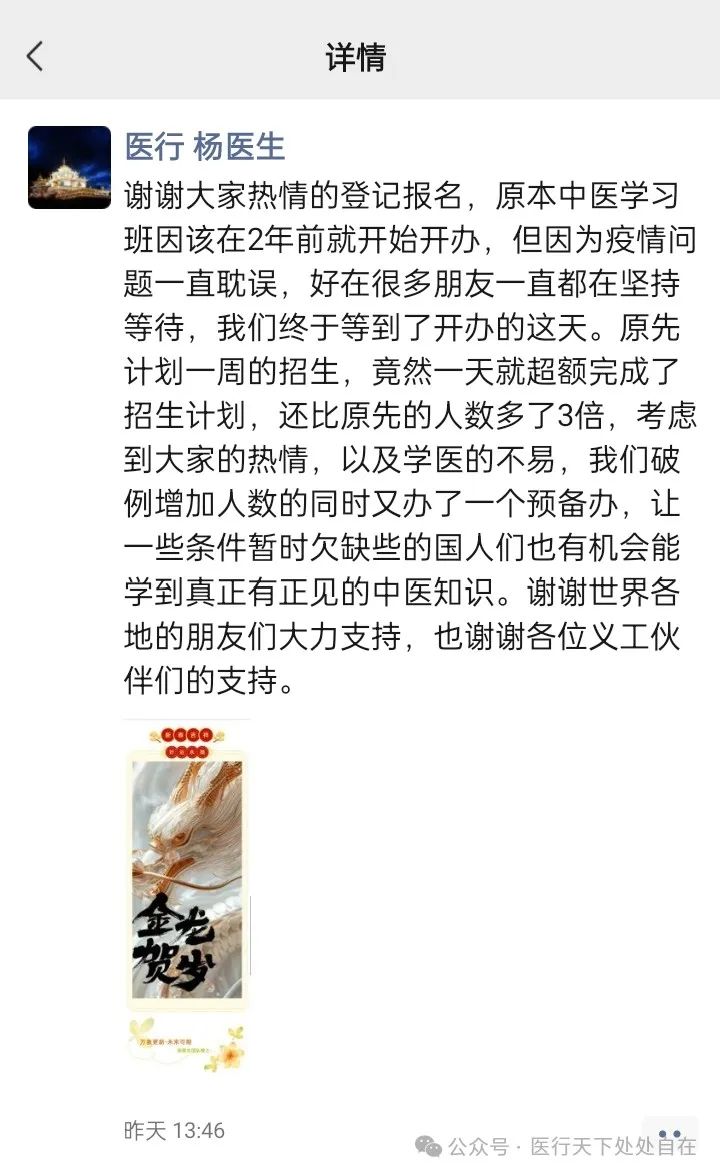 详情
医行 杨医生
谢谢大家热情的登记报名，原本中医学习
班因该在2年前就开始开办，但因为疫情问
题一直耽误，好在很多朋友一直都在坚持
等待，我们终于等到了开办的这天。原先
计划一周的招生，竟然一天就超额完成了
招生计划，还比原先的人数多了3倍，考虑
到大家的热情，以及学医的不易，我们破
例增加人数的同时又办了一个预备办，让
一些条件暂时欠缺些的国人们也有机会能
学到真正有正见的中医知识。谢谢世界各
地的朋友们大力支持，也谢谢各位义工伙
伴们的支持。
金龙
贺岁
万象更新·未来可期
昨天 13:46
公众号 · 医行天下处处自在